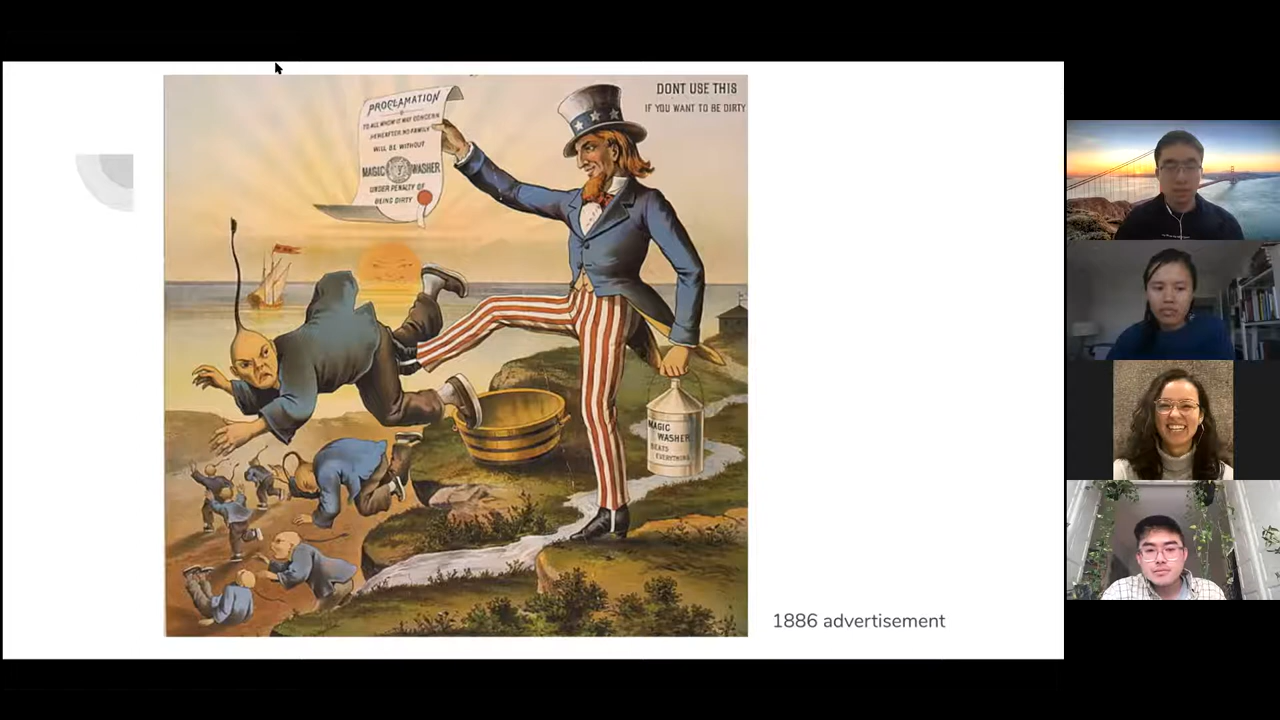 PROCLAMATION
TO ALL WHOM IT MAY CONCERN
HEREAFTER NO FAMILY
WILL BE WITHOUT
MAGIC WASHER
UNDER PENALTY OF
BEING DIRTY
DONT USE THIS
IF YOU WANT TO BE DIRTY
MAGIC
WASHER
BEATS
EVERYTHING
1886 advertisement